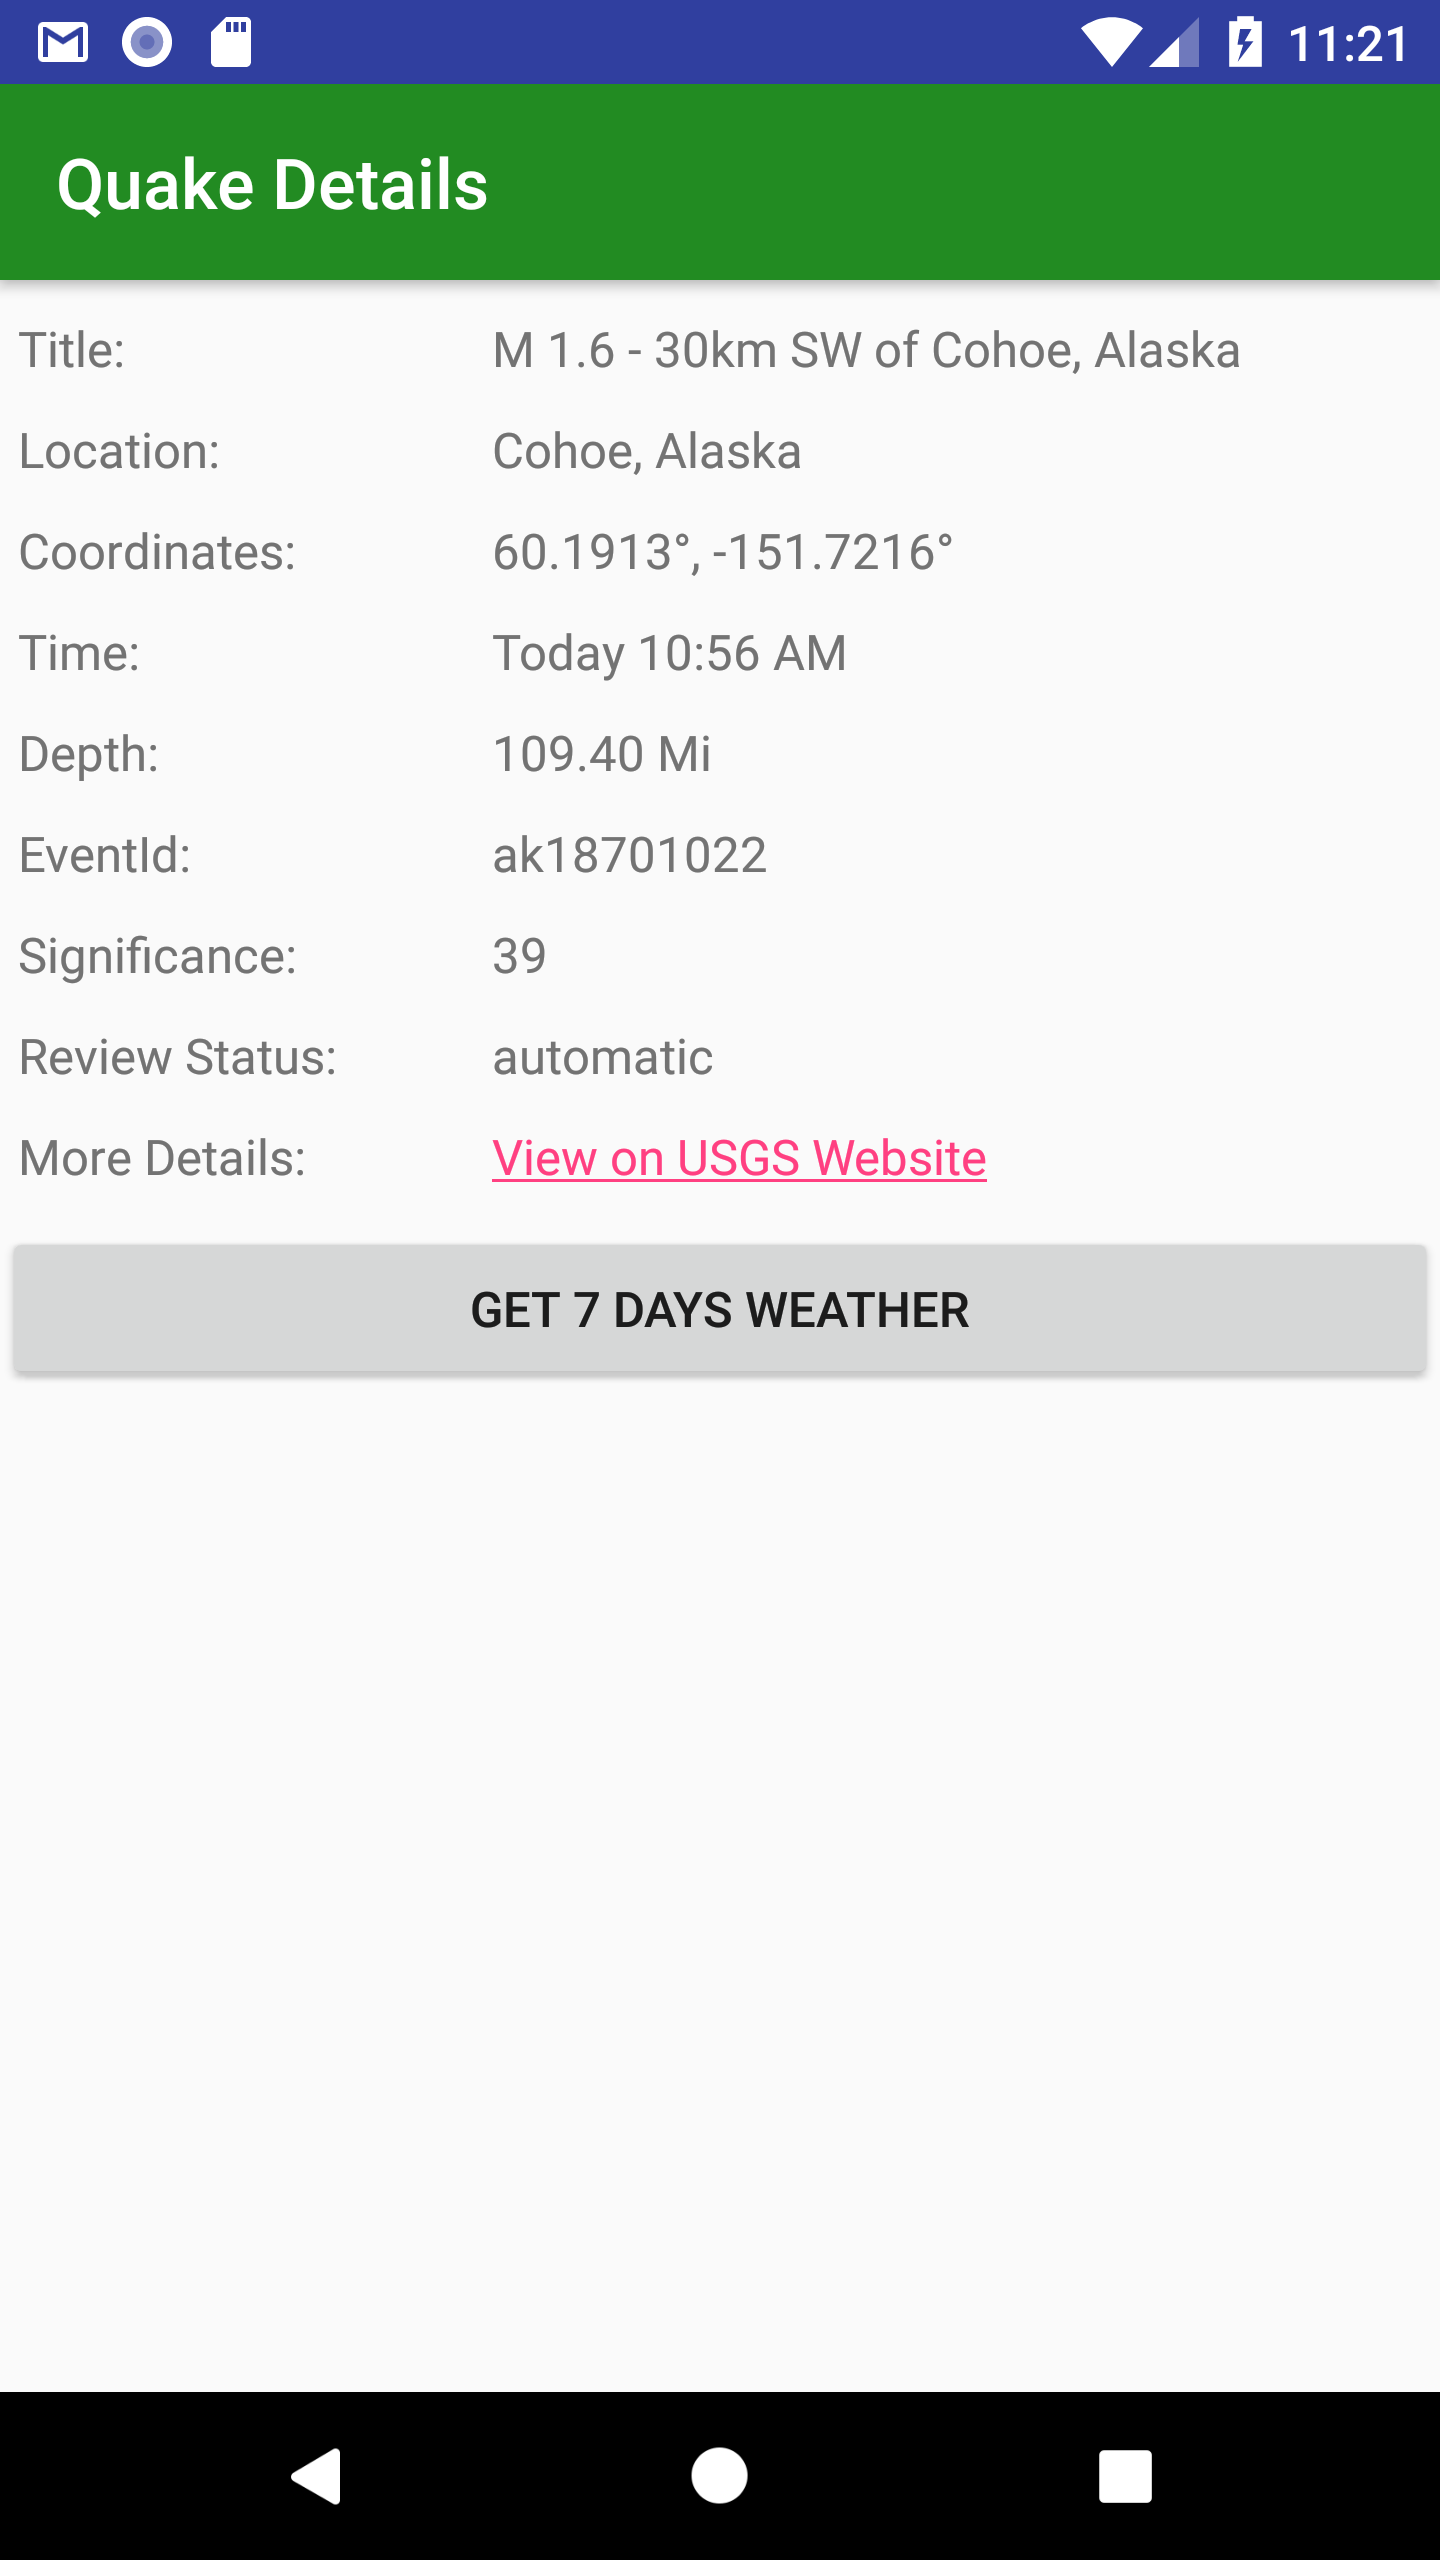 11:21
Quake Details
Title: M 1.6 - 30km SW of Cohoe, Alaska
Location: Cohoe, Alaska
Coordinates: 60.1913°, -151.7216°
Time: Today 10:56 AM
Depth: 109.40 Mi
EventId: ak18701022
Significance: 39
Review Status: automatic
More Details: View on USGS Website
GET 7 DAYS WEATHER